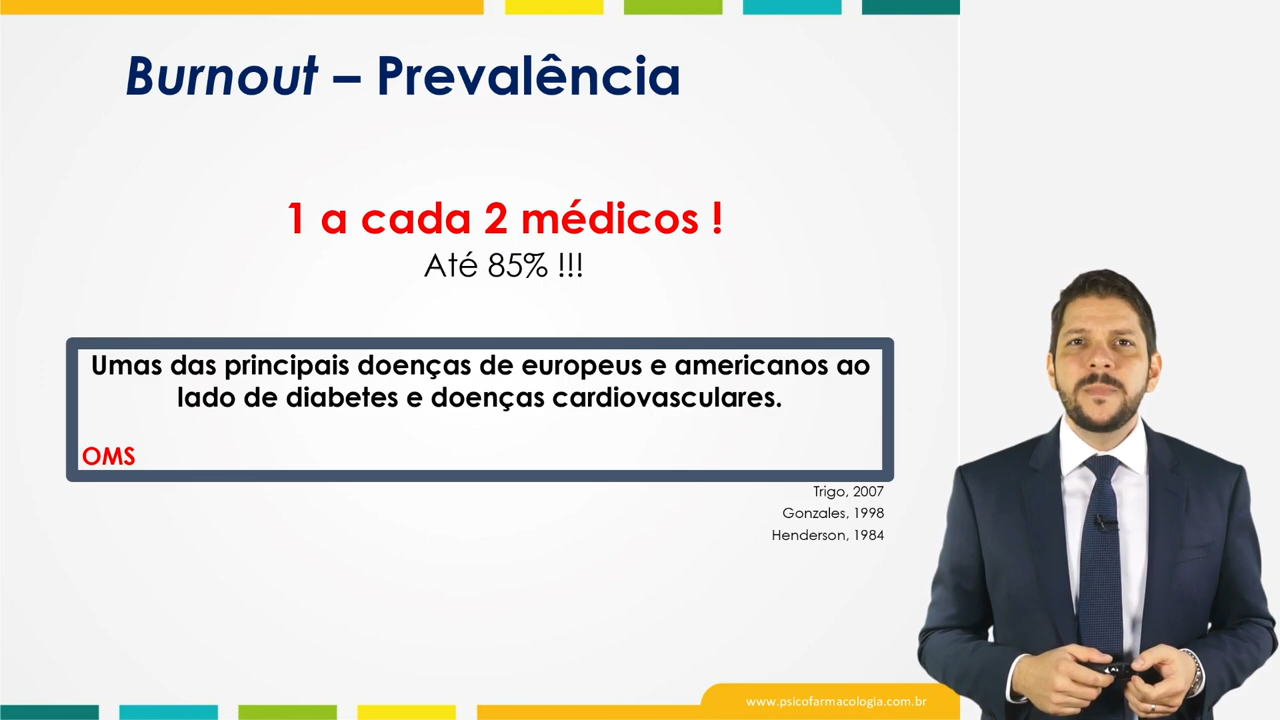 Burnout – Prevalência
1 a cada 2 médicos !
Até 85% !!!
Umas das principais doenças de europeus e americanos ao
lado de diabetes e doenças cardiovasculares.
OMS
Trigo, 2007
Gonzales, 1998
Henderson, 1984
www.psicofarmacologia.com.br